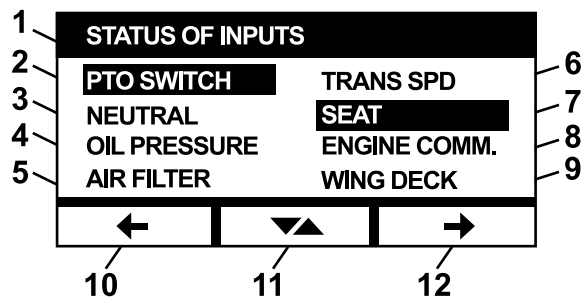 1 STATUS OF INPUTS
2 PTO SWITCH TRANS SPD 6
3 NEUTRAL SEAT 7
4 OIL PRESSURE ENGINE COMM. 8
5 AIR FILTER WING DECK 9
10 11 12